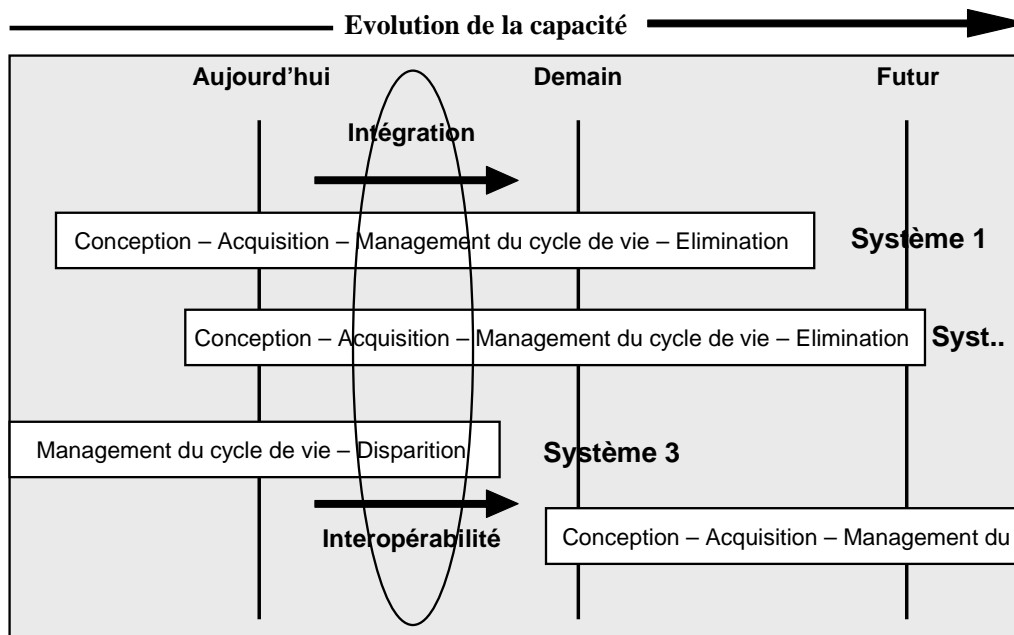 Evolution de la capacité
Aujourd’hui
Demain
Futur
Intégration
Conception – Acquisition – Management du cycle de vie – Elimination
Système 1
Conception – Acquisition – Management du cycle de vie – Elimination
Syst..
Management du cycle de vie – Disparition
Système 3
Interopérabilité
Conception – Acquisition – Management du